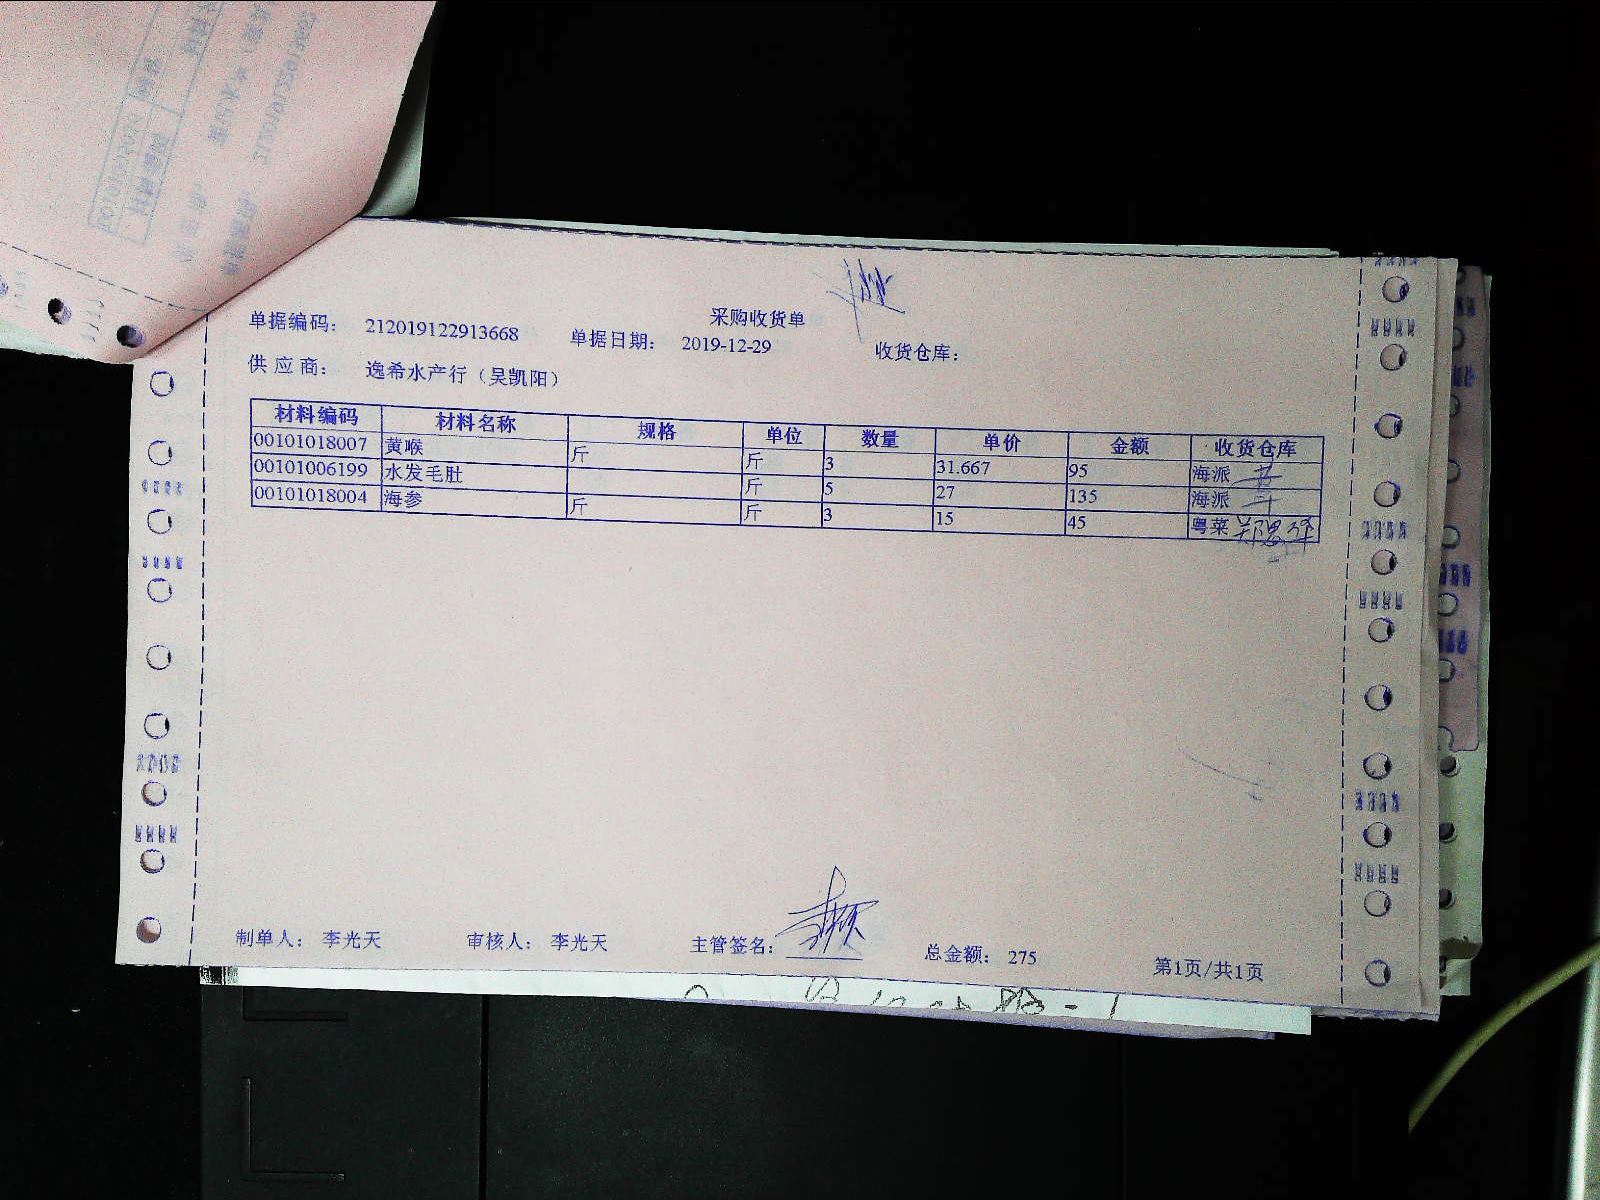 采购收货单
单据编码： 212019122913668 单据日期： 2019-12-29 收货仓库：
供 应 商： 逸希水产行（吴凯阳）
材料编码 材料名称 规格 单位 数量 单价 金额 收货仓库
00101018007 黄喉 斤 斤 3 31.667 95 海派
00101006199 水发毛肚 斤 5 27 135 海派
00101018004 海参 斤 斤 3 15 45 粤菜
制单人： 李光天 审核人： 李光天 主管签名： 总金额： 275 第1页/共1页